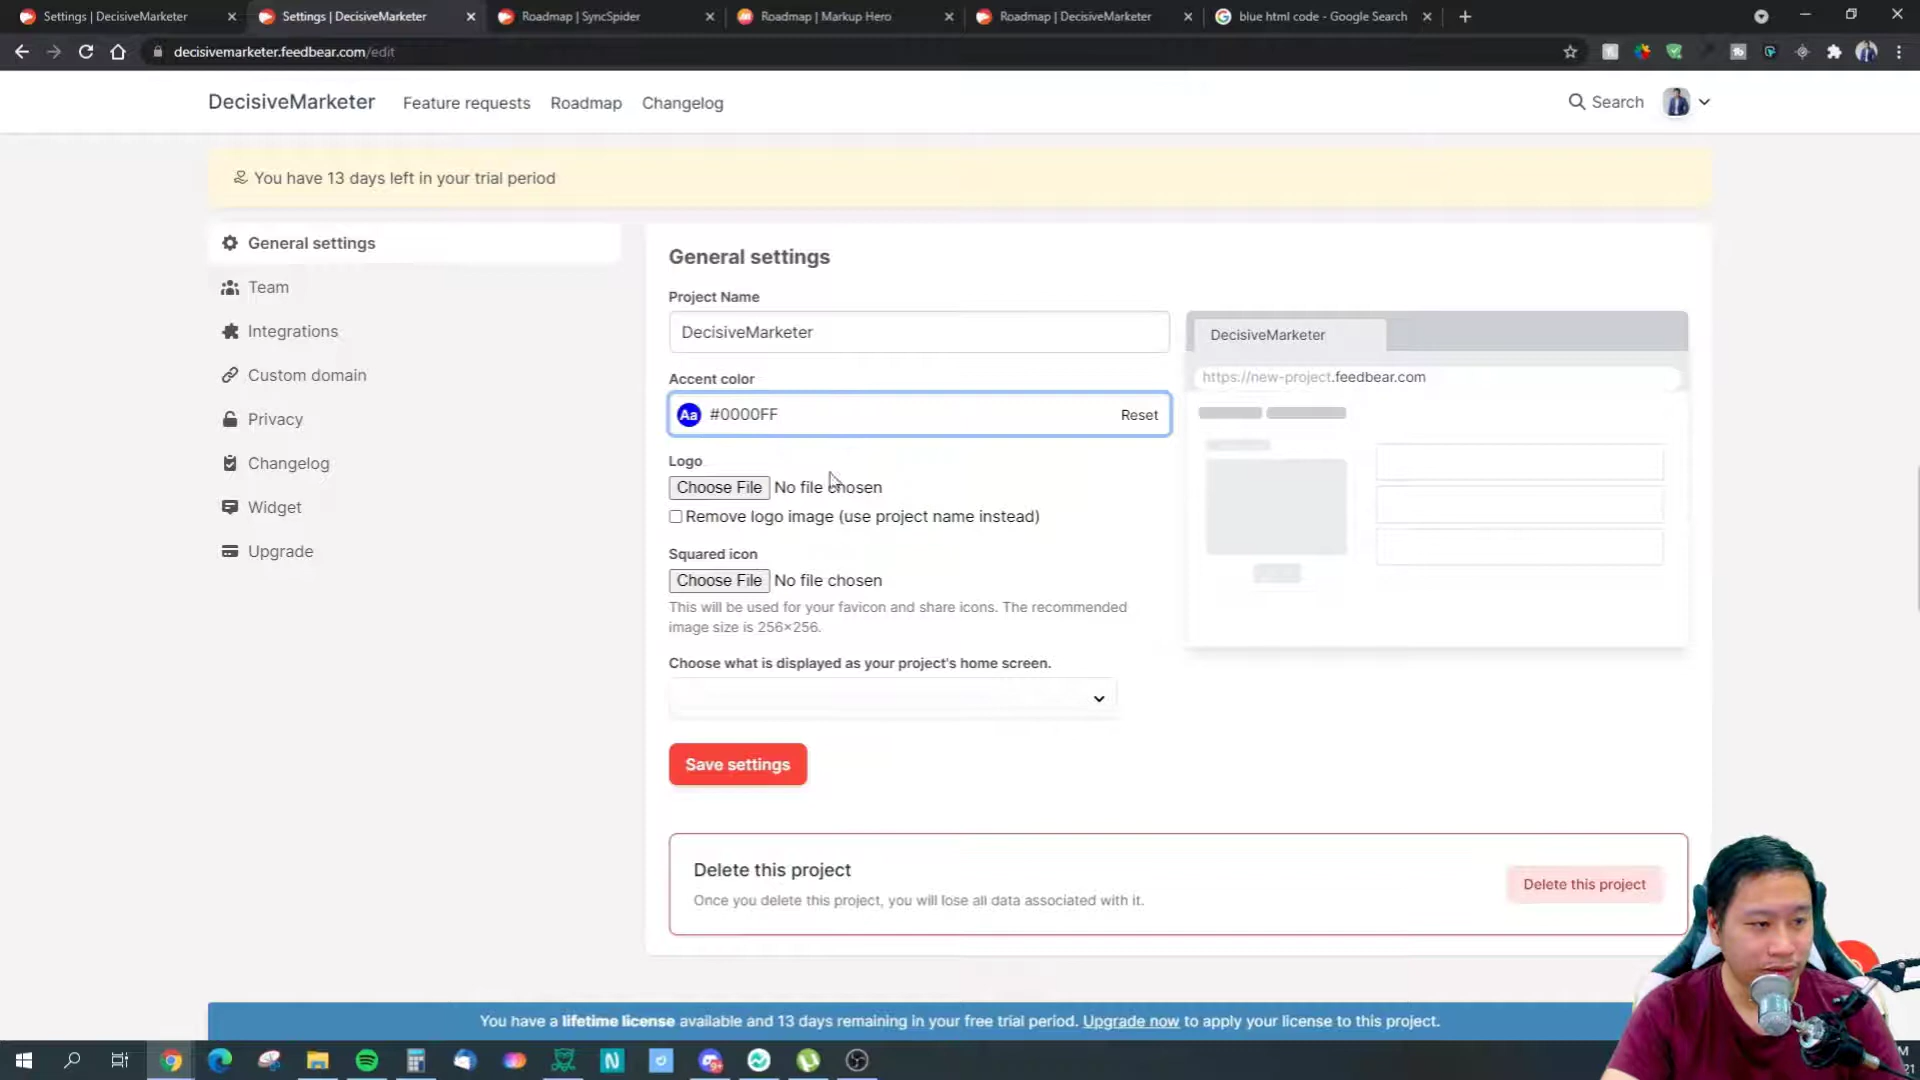 Settings | DecisiveMarketer
Settings | DecisiveMarketer
Roadmap | SyncSpider
Roadmap | Markup Hero
Roadmap | DecisiveMarketer
blue html code - Google Search
decisivemarketer.feedbear.com/edit
DecisiveMarketer
Feature requests
Roadmap
Changelog
Search
You have 13 days left in your trial period
General settings
Team
Integrations
Custom domain
Privacy
Changelog
Widget
Upgrade
General settings
Project Name
DecisiveMarketer
Accent color
Aa #0000FF
Reset
Logo
Choose File No file chosen
Remove logo image (use project name instead)
Squared icon
Choose File No file chosen
This will be used for your favicon and share icons. The recommended
image size is 256×256.
Choose what is displayed as your project's home screen.
Save settings
DecisiveMarketer
https://new-project.feedbear.com
Delete this project
Once you delete this project, you will lose all data associated with it.
Delete this project
You have a lifetime license available and 13 days remaining in your free trial period. Upgrade now to apply your license to this project.